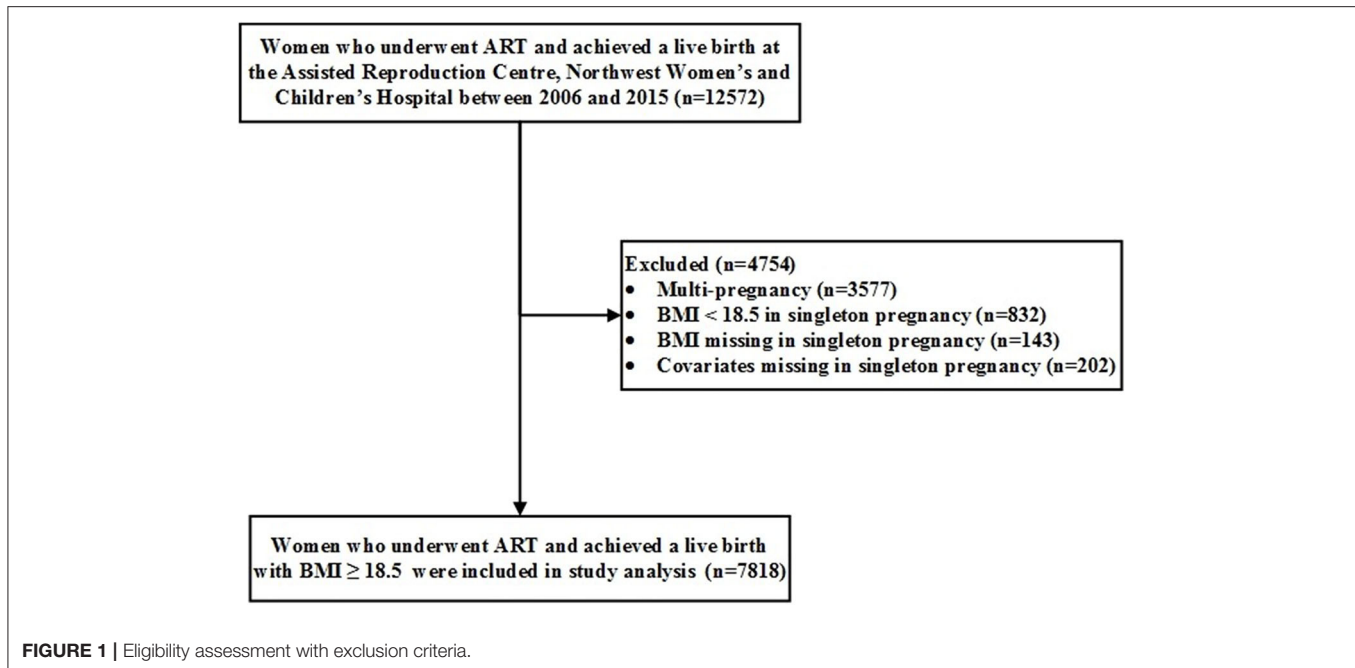 Women who underwent ART and achieved a live birth at
the Assisted Reproduction Centre, Northwest Women's and
Children's Hospital between 2006 and 2015 (n=12572)
Excluded (n=4754)
• Multi-pregnancy (n=3577)
• BMI < 18.5 in singleton pregnancy (n=832)
• BMI missing in singleton pregnancy (n=143)
• Covariates missing in singleton pregnancy (n=202)
Women who underwent ART and achieved a live birth
with BMI ≥ 18.5 were included in study analysis (n=7818)
FIGURE 1 | Eligibility assessment with exclusion criteria.